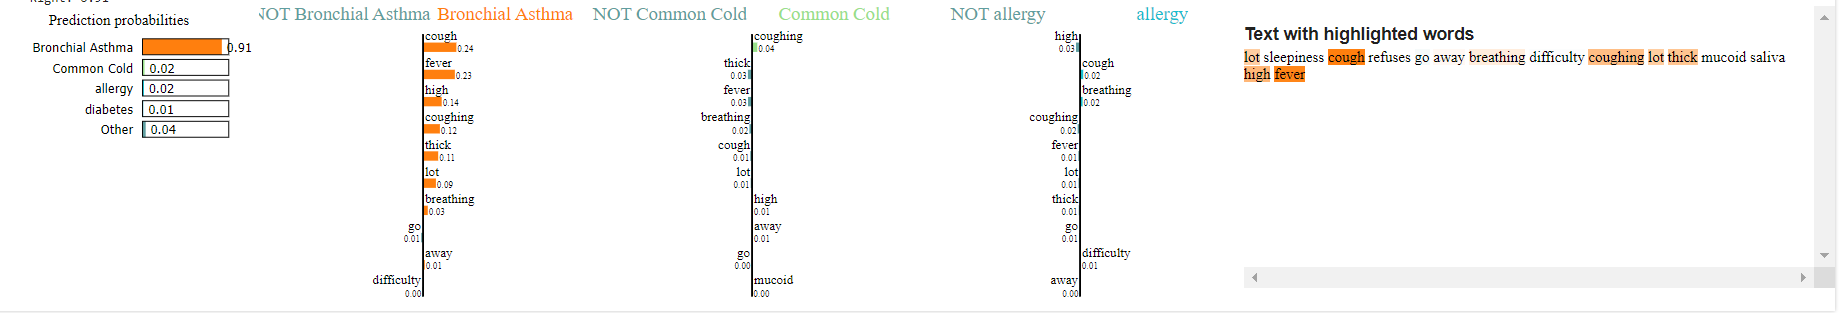 Prediction probabilities
Bronchial Asthma 0.91
Common Cold 0.02
allergy 0.02
diabetes 0.01
Other 0.04
NOT Bronchial Asthma Bronchial Asthma
cough
0.24
fever
0.23
high
0.14
coughing
0.12
thick
0.11
lot
0.09
breathing
0.03
go
0.01
away
0.01
difficulty
0.00
NOT Common Cold Common Cold
coughing
0.04
thick
0.03
fever
0.03
breathing
0.02
cough
0.01
lot
0.01
high
0.01
away
0.01
go
0.00
mucoid
0.00
NOT allergy allergy
high
0.03
cough
0.02
breathing
0.02
coughing
0.02
fever
0.01
lot
0.01
thick
0.01
go
0.01
difficulty
0.01
away
0.00
Text with highlighted words
lot sleepiness cough refuses go away breathing difficulty coughing lot thick mucoid saliva
high fever